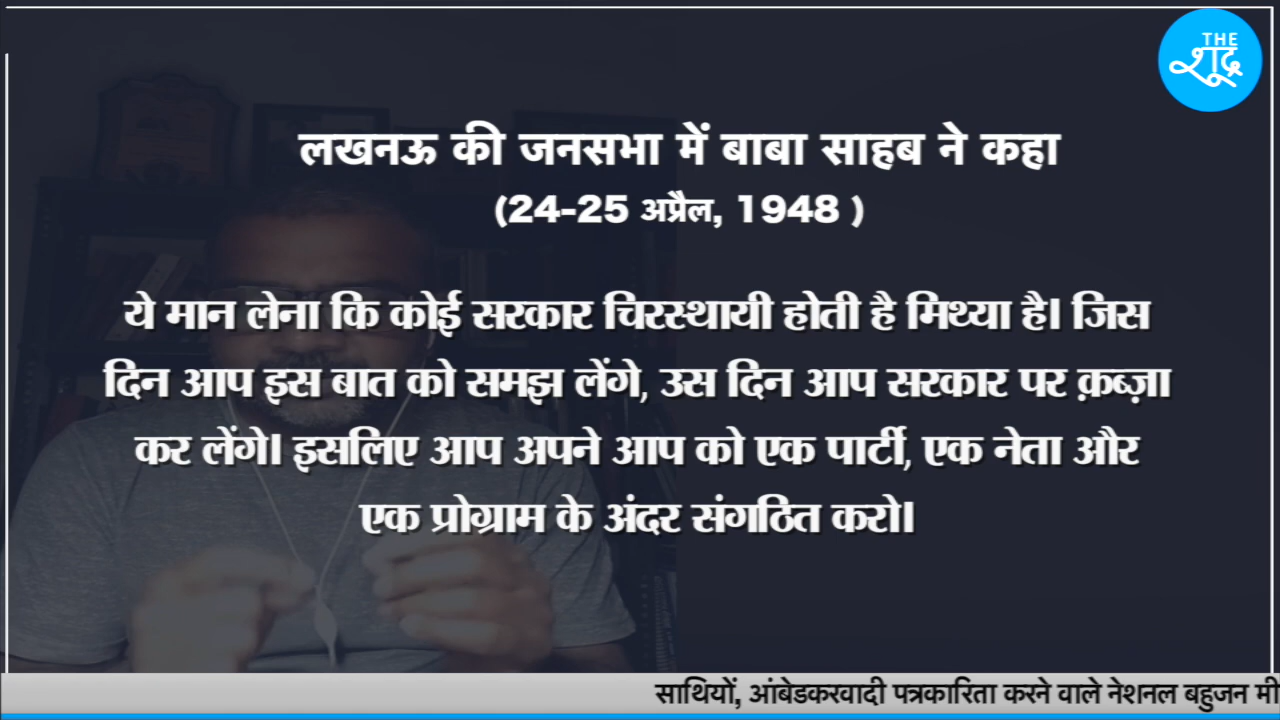 THE
शूद्र
लखनऊ की जनसभा में बाबा साहब ने कहा
(24-25 अप्रैल, 1948 )
ये मान लेना कि कोई सरकार चिरस्थायी होती है मिथ्या है। जिस
दिन आप इस बात को समझ लेंगे, उस दिन आप सरकार पर क़ब्ज़ा
कर लेंगे। इसलिए आप अपने आप को एक पार्टी, एक नेता और
एक प्रोग्राम के अंदर संगठित करो।
साथियों, आंबेडकरवादी पत्रकारिता करने वाले नेशनल बहुजन मी